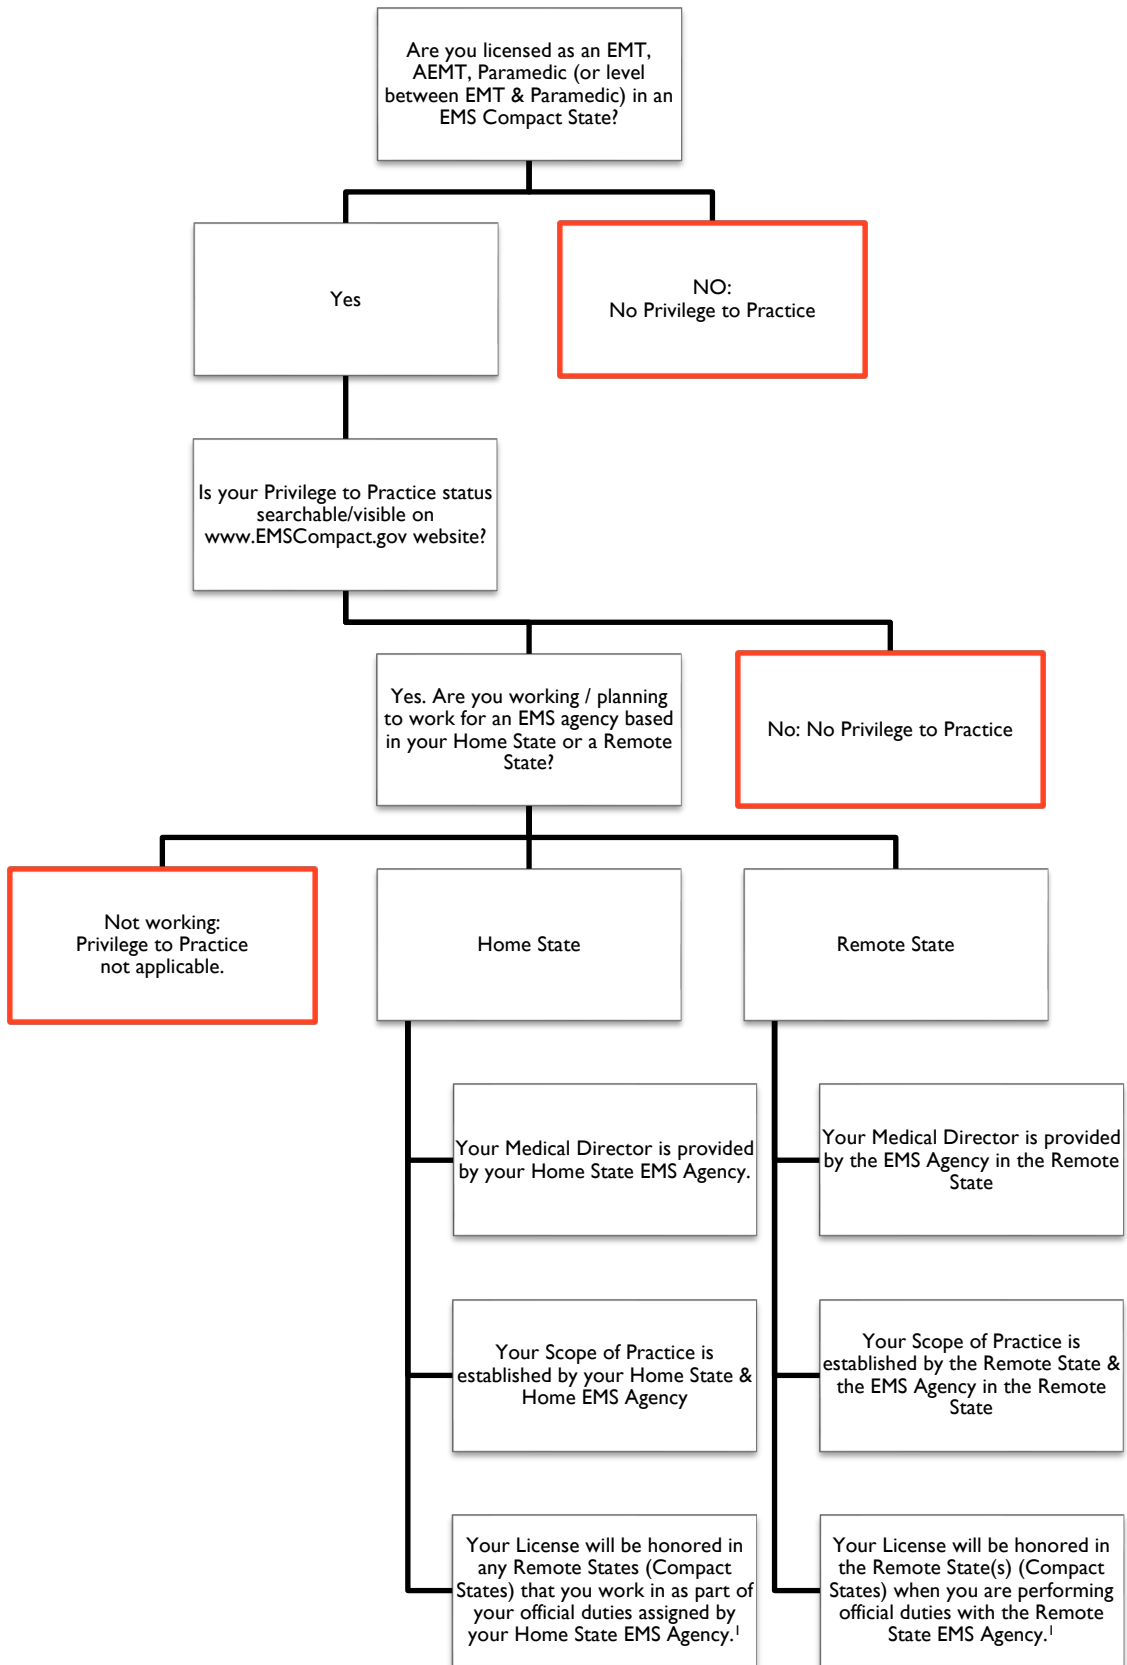 Are you licensed as an EMT,
AEMT, Paramedic (or level
between EMT & Paramedic) in an
EMS Compact State?
Yes
NO:
No Privilege to Practice
Is your Privilege to Practice status
searchable/visible on
www.EMSCompact.gov website?
Yes. Are you working / planning
to work for an EMS agency based
in your Home State or a Remote
State?
No: No Privilege to Practice
Not working:
Privilege to Practice
not applicable.
Home State
Remote State
Your Medical Director is provided
by your Home State EMS Agency.
Your Medical Director is provided
by the EMS Agency in the Remote
State
Your Scope of Practice is
established by your Home State &
Home EMS Agency
Your Scope of Practice is
established by the Remote State &
the EMS Agency in the Remote
State
Your License will be honored in
any Remote States (Compact
States) that you work in as part of
your official duties assigned by
your Home State EMS Agency.¹
Your License will be honored in
the Remote State(s) (Compact
States) when you are performing
official duties with the Remote
State EMS Agency.¹